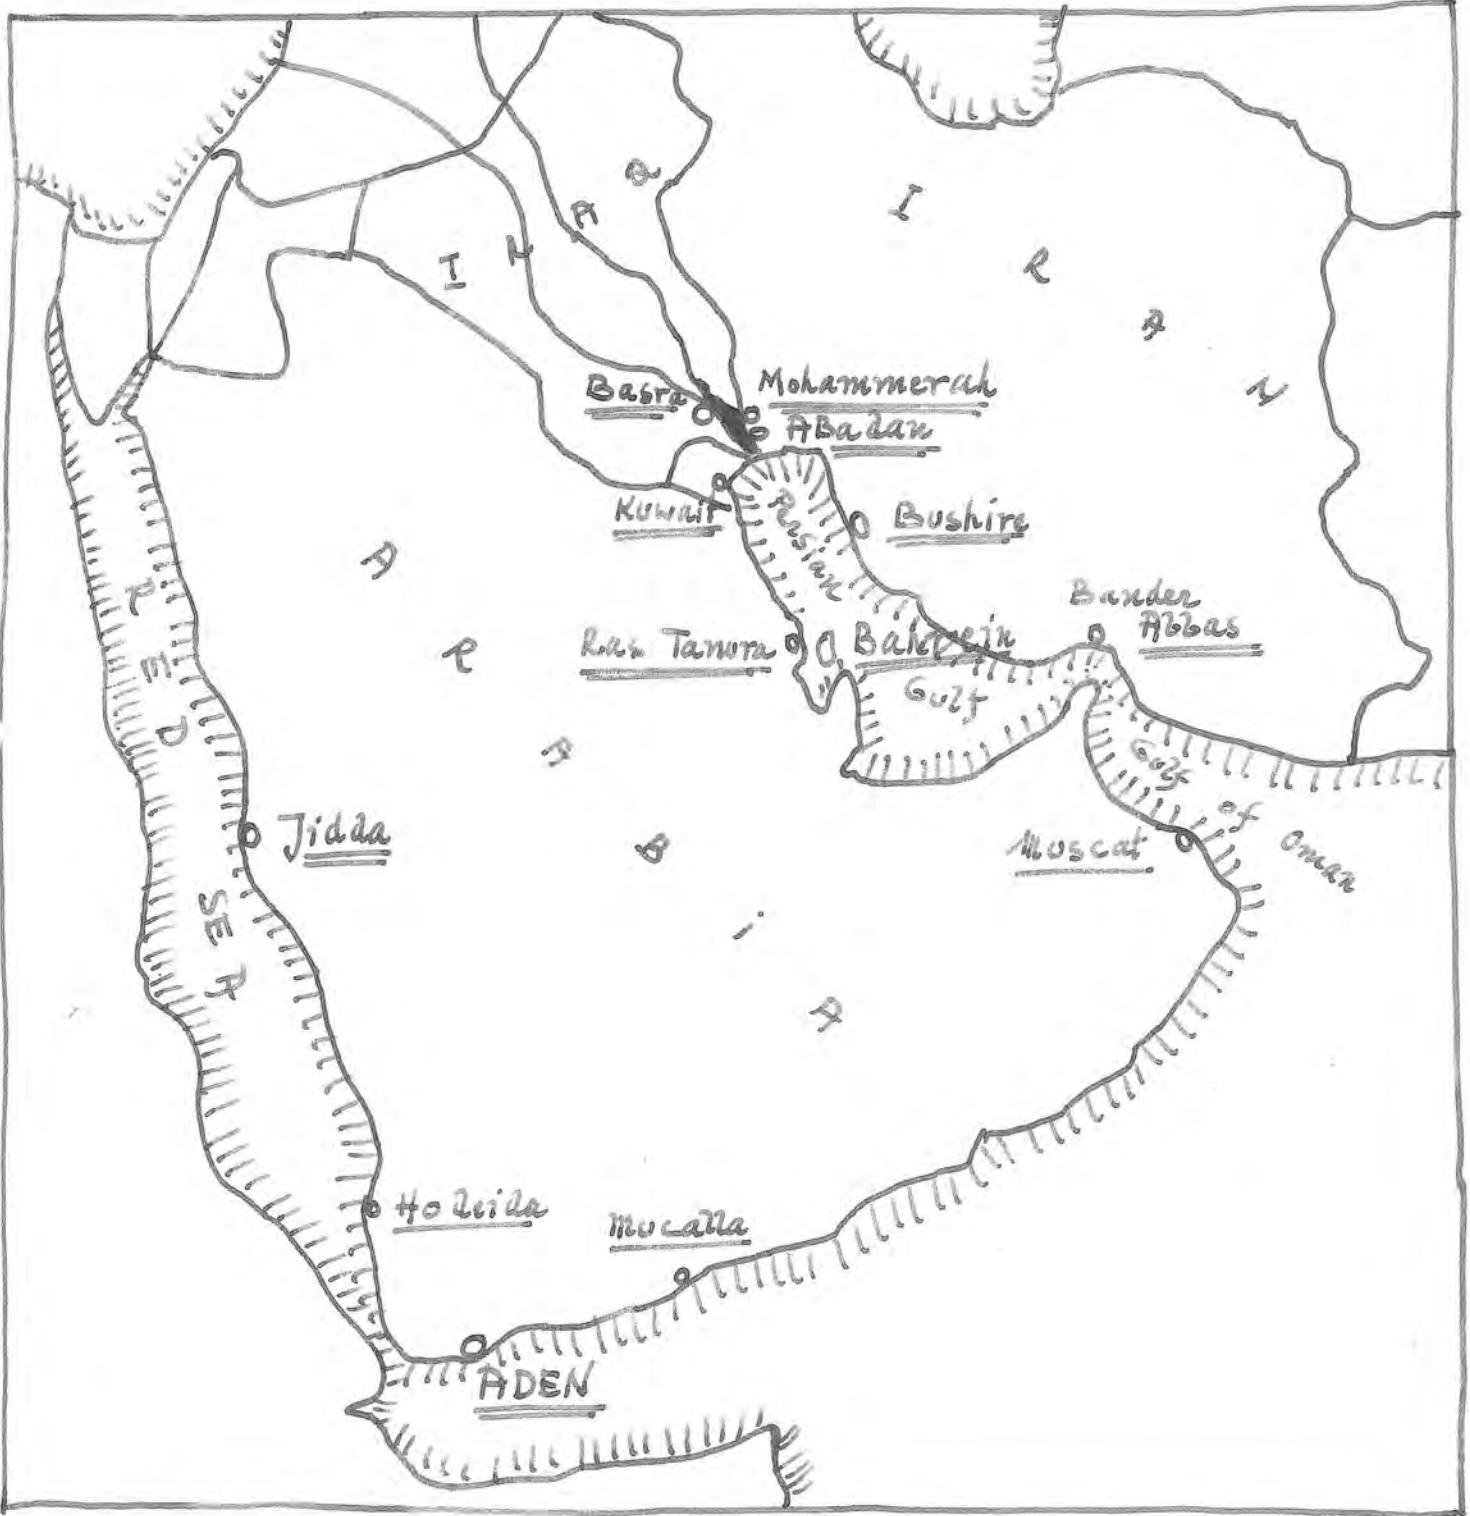 IRAQ
IRAN
Basra
Mohammerah
ABadan
Kuwait
Persian
Gulf
Bushire
Bander
Abbas
Ras Tanura
Bahrein
ARABiA
RED
SEA
Jidda
Muscat
Gulf
of
Oman
Hodeida
Mucalla
ADEN